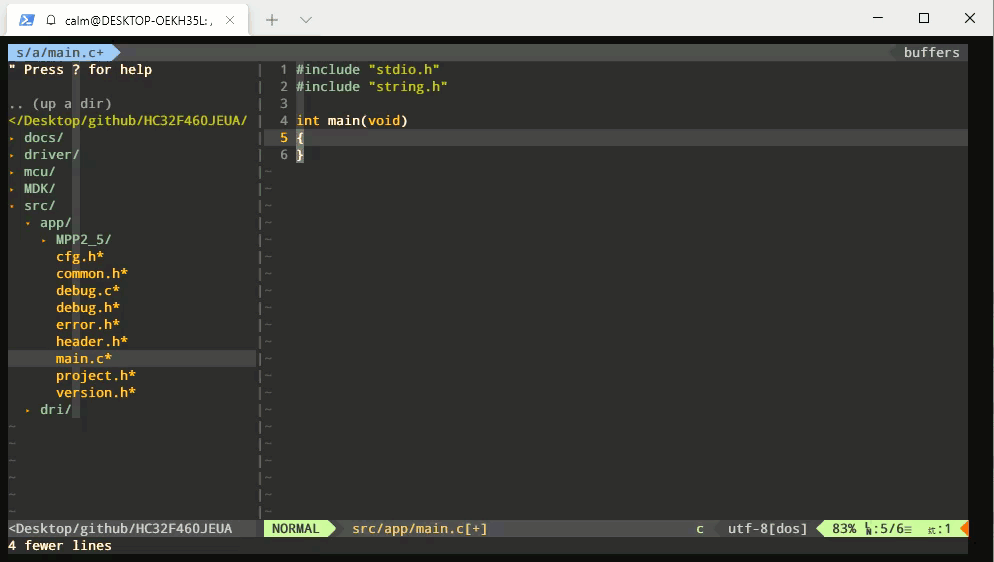 calm@DESKTOP-OEKH35L: ,
s/a/main.c+
buffers
" Press ? for help
.. (up a dir)
</Desktop/github/HC32F460JEUA/
docs/
driver/
mcu/
MDK/
src/
app/
MPP2_5/
cfg.h*
common.h*
debug.c*
debug.h*
error.h*
header.h*
main.c*
project.h*
version.h*
dri/
1 #include "stdio.h"
2 #include "string.h"
3
4 int main(void)
5 {
6 }
<Desktop/github/HC32F460JEUA
NORMAL src/app/main.c[+] c utf-8[dos] 83% :5/6 :1
4 fewer lines